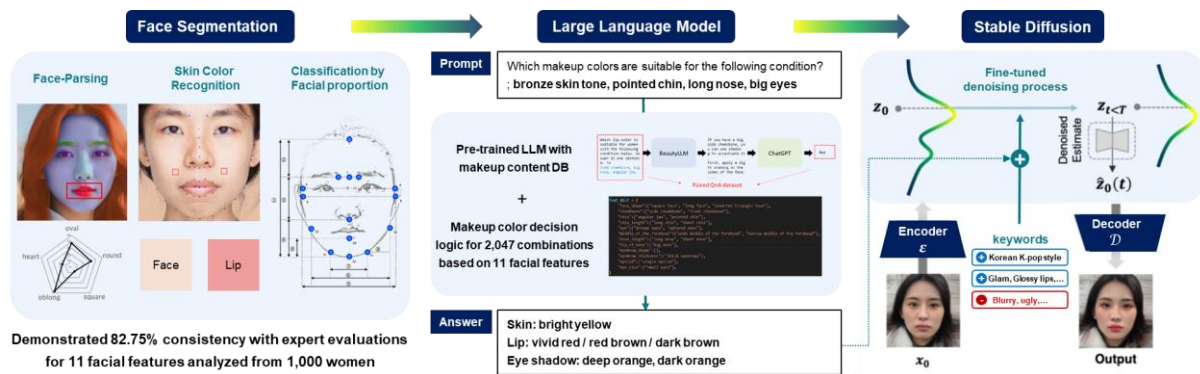 Face Segmentation
Large Language Model
Stable Diffusion
Face-Parsing
Skin Color
Recognition
Classification by
Facial proportion
oval
round
square
oblong
heart
Face
Lip
Demonstrated 82.75% consistency with expert evaluations
for 11 facial features analyzed from 1,000 women
Prompt
Which makeup colors are suitable for the following condition?
; bronze skin tone, pointed chin, long nose, big eyes
Pre-trained LLM with
makeup content DB
+
Makeup color decision
logic for 2,047 combinations
based on 11 facial features
BeautyLLM
ChatGPT
Paired QnA dataset
Answer
Skin: bright yellow
Lip: vivid red / red brown / dark brown
Eye shadow: deep orange, dark orange
Fine-tuned
denoising process
z₀
z_{t<T}
Denoised
Estimate
ẑ₀(t)
Encoder
ℰ
Decoder
𝒟
keywords
+ Korean K-pop style
+ Glam, Glossy lips,...
- Blurry, ugly,...
x₀
Output